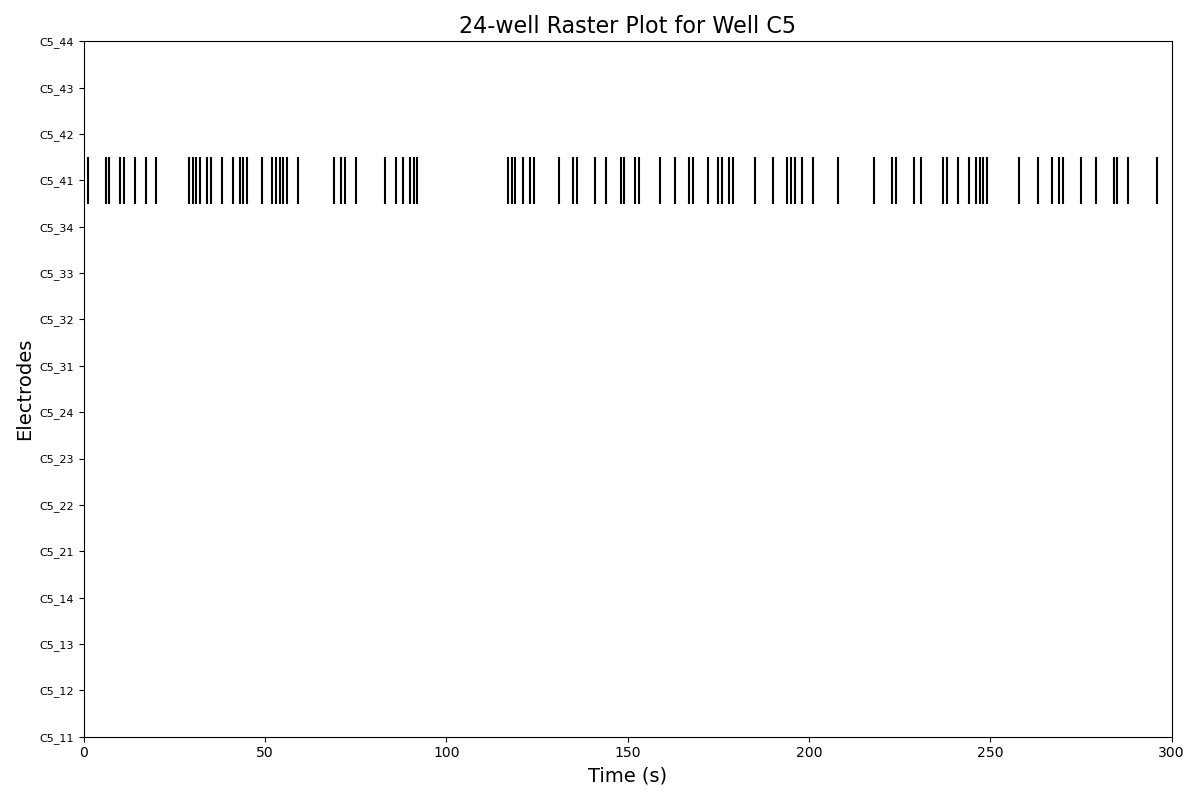 24-well Raster Plot for Well C5
C5_44
C5_43
C5_42
C5_41
C5_34
C5_33
C5_32
C5_31
C5_24
C5_23
C5_22
C5_21
C5_14
C5_13
C5_12
C5_11
Electrodes
0 50 100 150 200 250 300
Time (s)